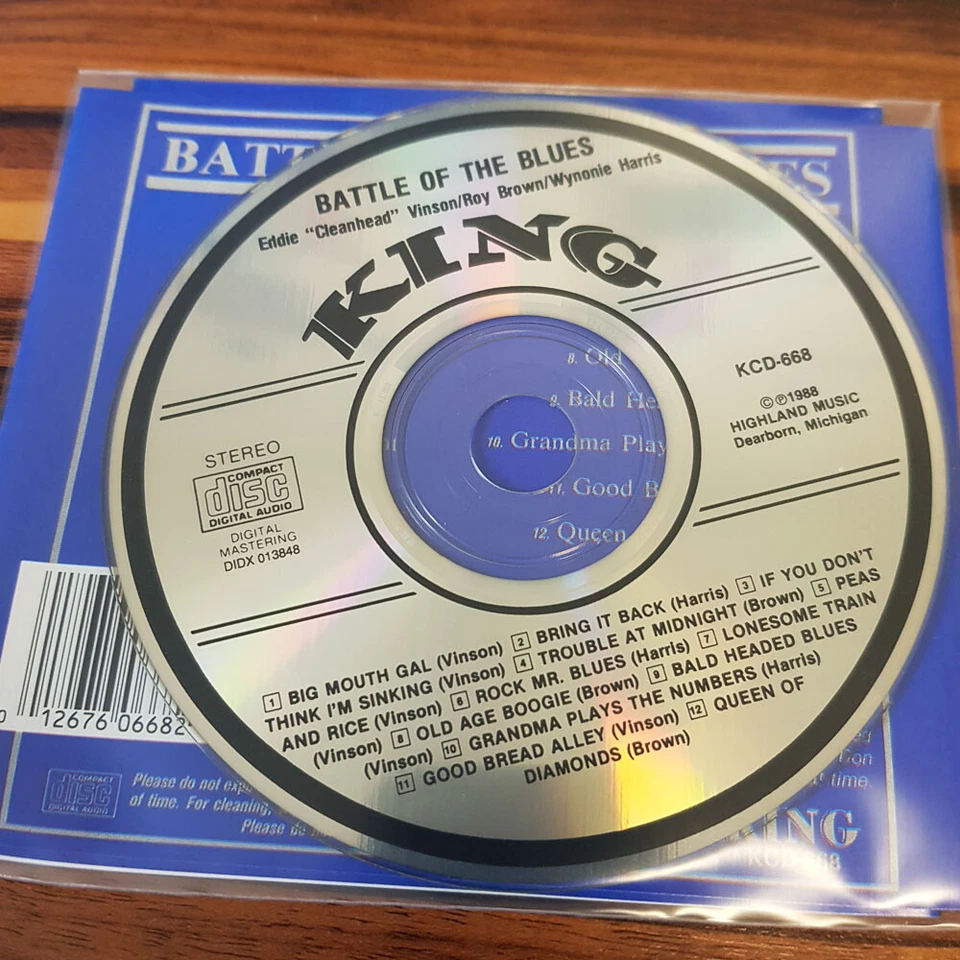 BATT
ES
BATTLE OF THE BLUES
Eddie "Cleanhead" Vinson/Roy Brown/Wynonie Harris
KING
KCD-668
©℗1988
HIGHLAND MUSIC
Dearborn, Michigan
STEREO
COMPACT
disc
DIGITAL AUDIO
DIGITAL
MASTERING
DIDX 013848
8. Old
9. Bald He
10. Grandma Play
11. Good B
12. Queen
1 BIG MOUTH GAL (Vinson) 2 BRING IT BACK (Harris) 3 IF YOU DON'T
THINK I'M SINKING (Vinson) 4 TROUBLE AT MIDNIGHT (Brown) 5 PEAS
AND RICE (Vinson) 6 ROCK MR. BLUES (Harris) 7 LONESOME TRAIN
(Vinson) 8 OLD AGE BOOGIE (Brown) 9 BALD HEADED BLUES
(Vinson) 10 GRANDMA PLAYS THE NUMBERS (Harris)
11 GOOD BREAD ALLEY (Vinson) 12 QUEEN OF
DIAMONDS (Brown)
0 12676 06682
COMPACT
disc
DIGITAL AUDIO
Please do not exp
of time. For cleaning,
Please do
time.
KING
KCD-668